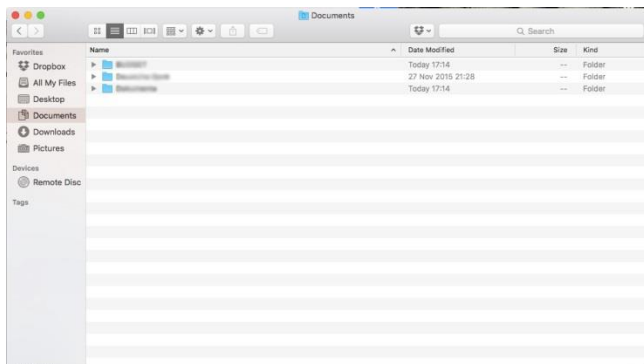 Documents
Search
Favorites
Dropbox
All My Files
Desktop
Documents
Downloads
Pictures
Devices
Remote Disc
Tags
Name Date Modified Size Kind
Today 17:14 -- Folder
27 Nov 2015 21:28 -- Folder
Today 17:14 -- Folder